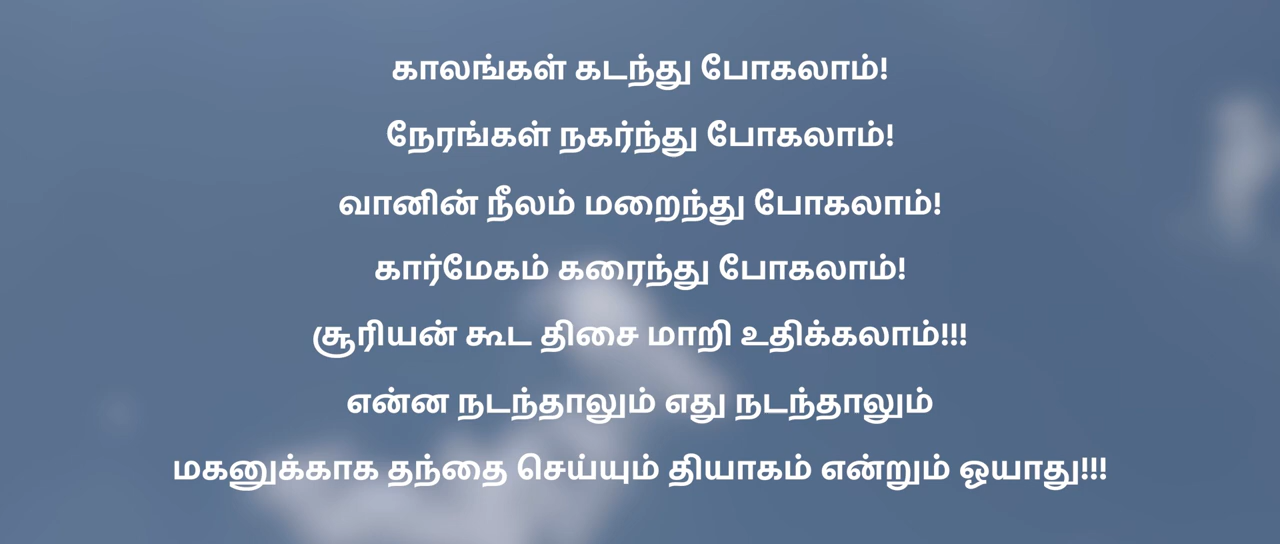 காலங்கள் கடந்து போகலாம்!
நேரங்கள் நகர்ந்து போகலாம்!
வானின் நீலம் மறைந்து போகலாம்!
கார்மேகம் கரைந்து போகலாம்!
சூரியன் கூட திசை மாறி உதிக்கலாம்!!!
என்ன நடந்தாலும் எது நடந்தாலும்
மகனுக்காக தந்தை செய்யும் தியாகம் என்றும் ஓயாது!!!